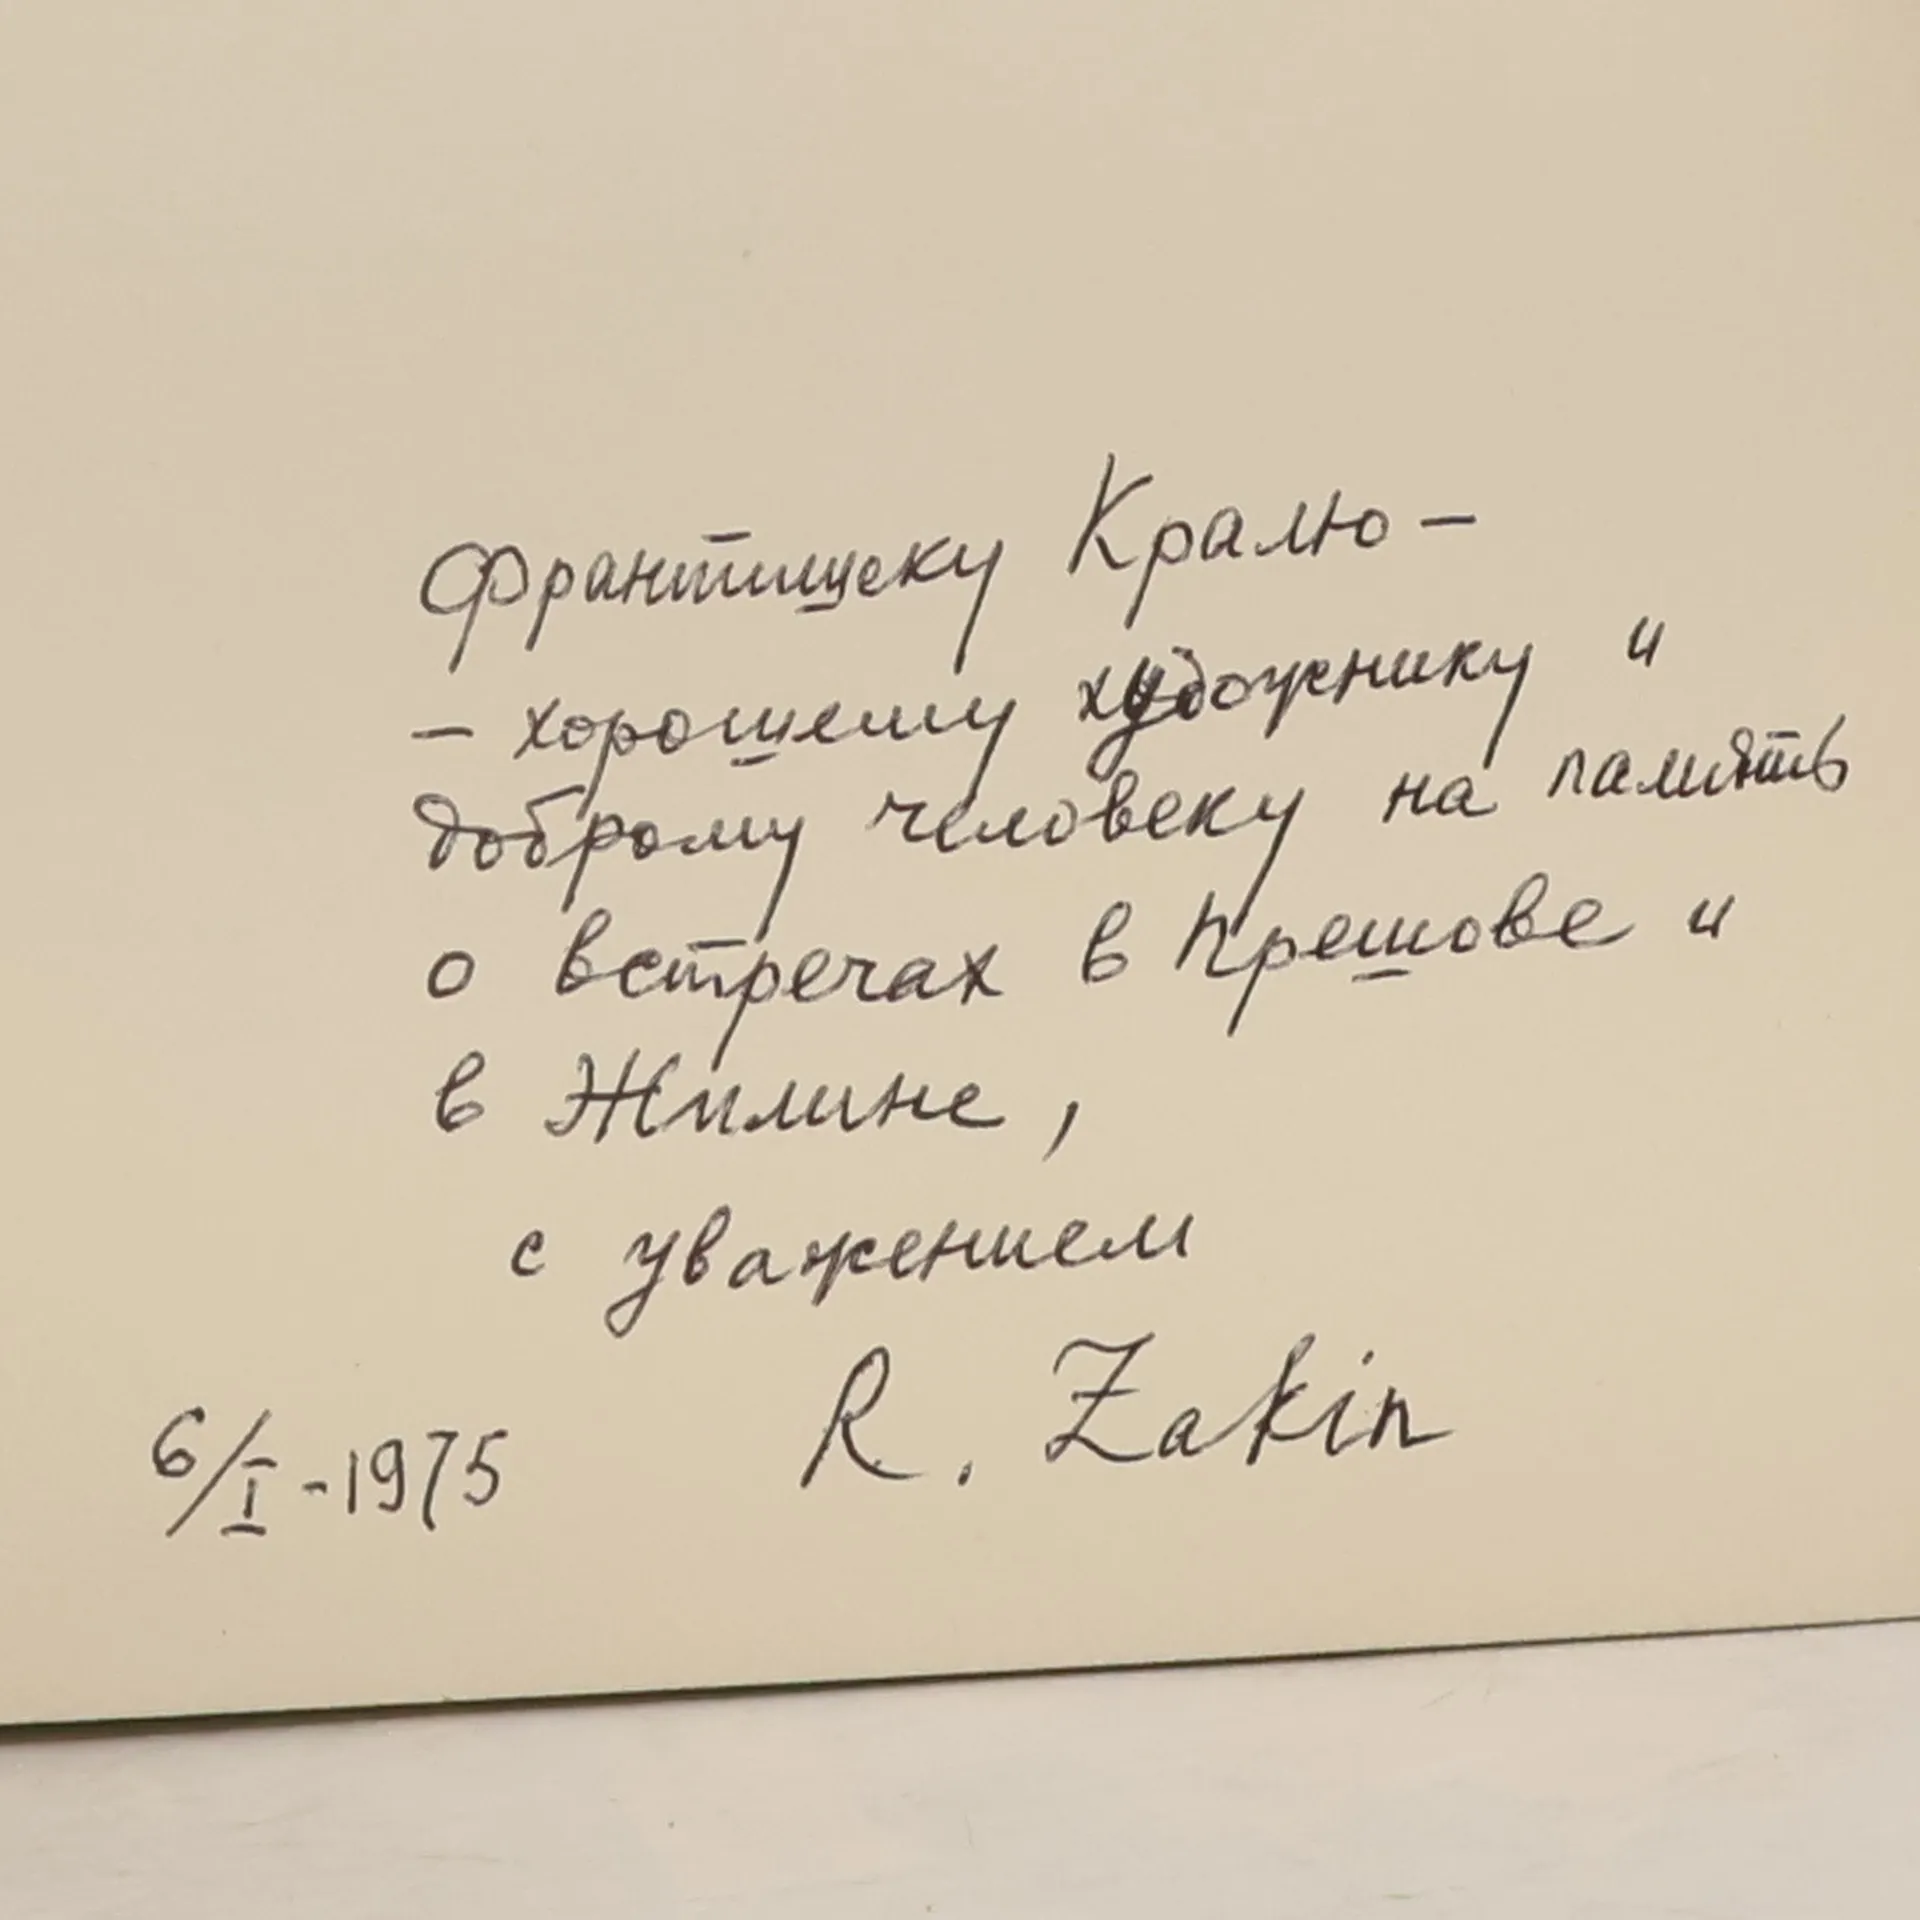 Франтишеку Кралю –
– хорошему художнику и
доброму человеку на память
о встречах в Прешове и
в Жилине,
с уважением
R. Zakin
6/I - 1975